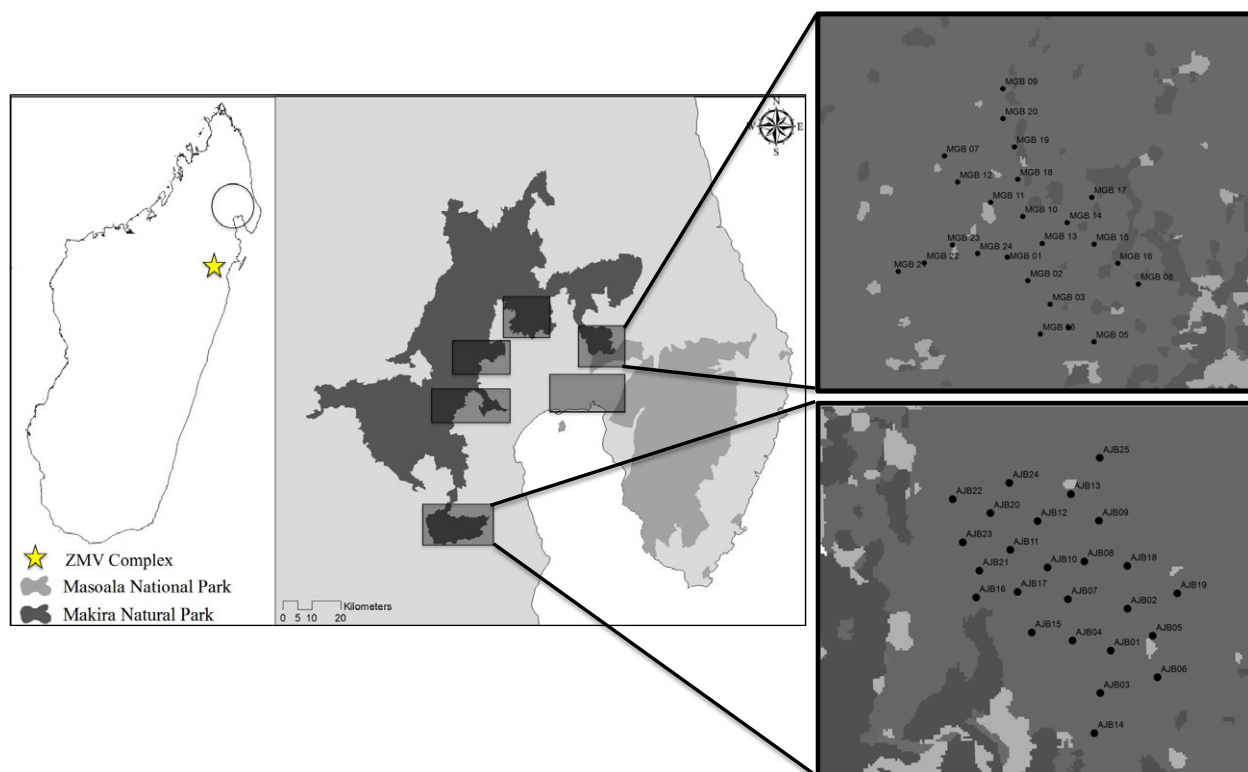 N
W E
S
ZMV Complex
Masoala National Park
Makira Natural Park
Kilometers
0 5 10 20
MGB 09
MGB 20
MGB 19
MGB 07
MGB 18
MGB 12
MGB 17
MGB 11
MGB 10
MGB 14
MGB 13
MGB 15
MGB 23
MGB 24
MGB 01
MGB 22
MGB 16
MGB 21
MGB 02
MGB 08
MGB 03
MGB 05
AJB25
AJB24
AJB13
AJB22
AJB20
AJB12
AJB09
AJB23
AJB11
AJB08
AJB18
AJB21
AJB10
AJB19
AJB16
AJB17
AJB07
AJB02
AJB15
AJB04
AJB05
AJB01
AJB06
AJB03
AJB14